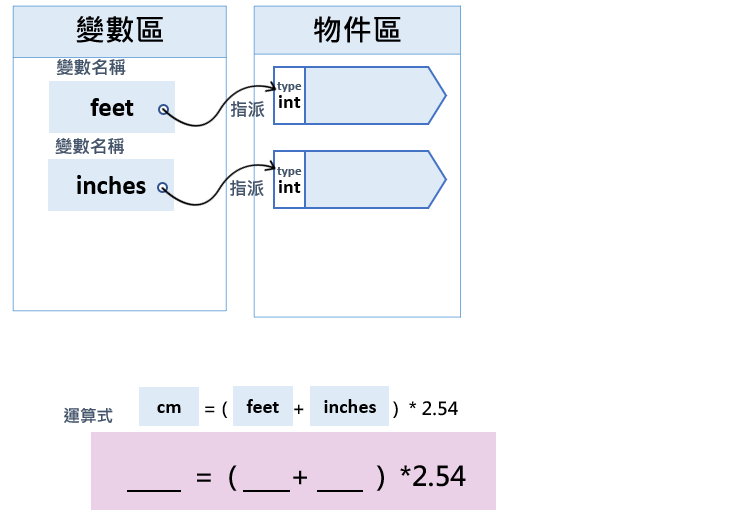 變數區
物件區
變數名稱
feet
指派
type
int
變數名稱
inches
指派
type
int
運算式 cm = ( feet + inches ) * 2.54
____ = ( ____ + ____ ) *2.54